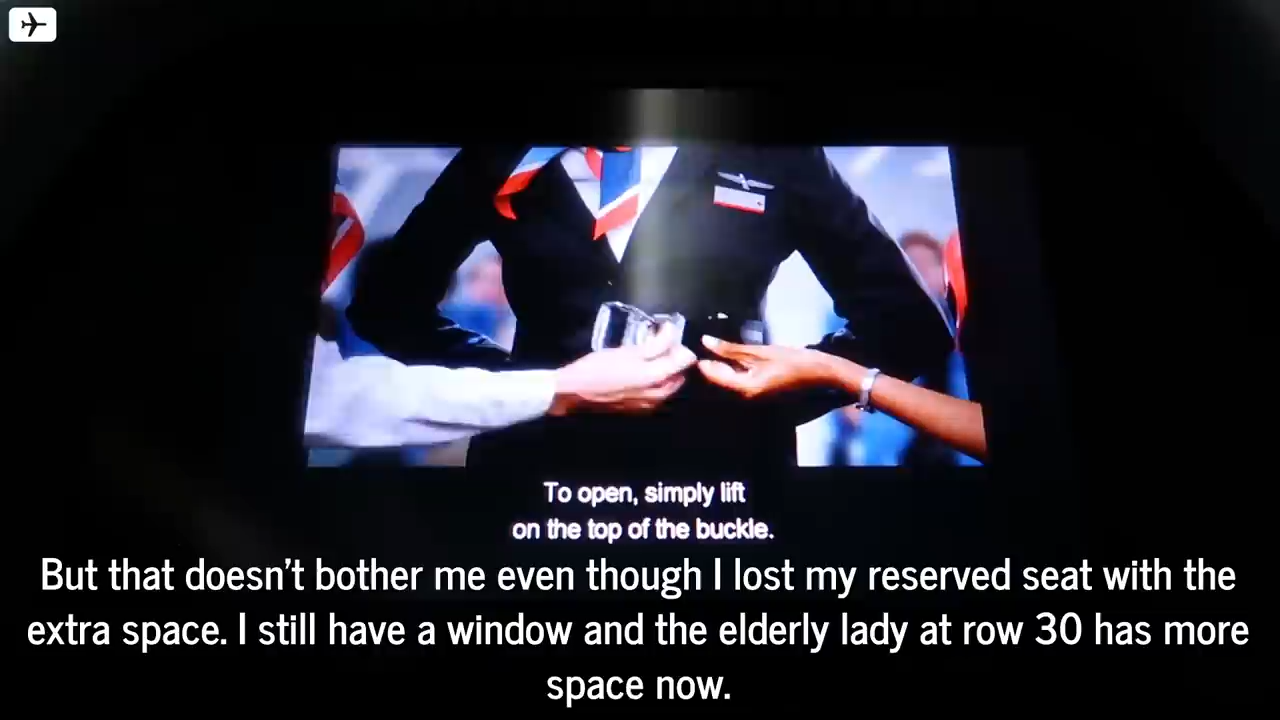 To open, simply lift
on the top of the buckle.
But that doesn't bother me even though I lost my reserved seat with the
extra space. I still have a window and the elderly lady at row 30 has more
space now.